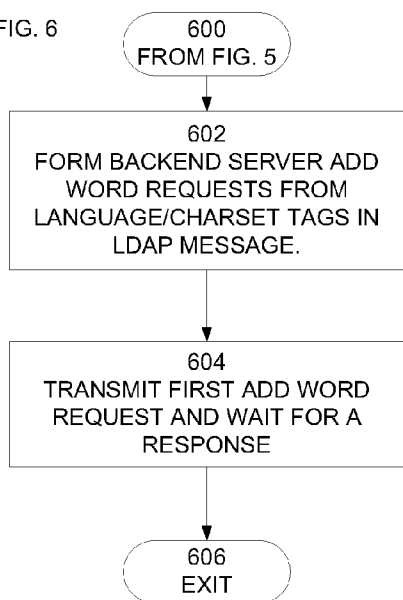 FIG. 6
600
FROM FIG. 5
602
FORM BACKEND SERVER ADD
WORD REQUESTS FROM
LANGUAGE/CHARSET TAGS IN
LDAP MESSAGE.
604
TRANSMIT FIRST ADD WORD
REQUEST AND WAIT FOR A
RESPONSE
606
EXIT